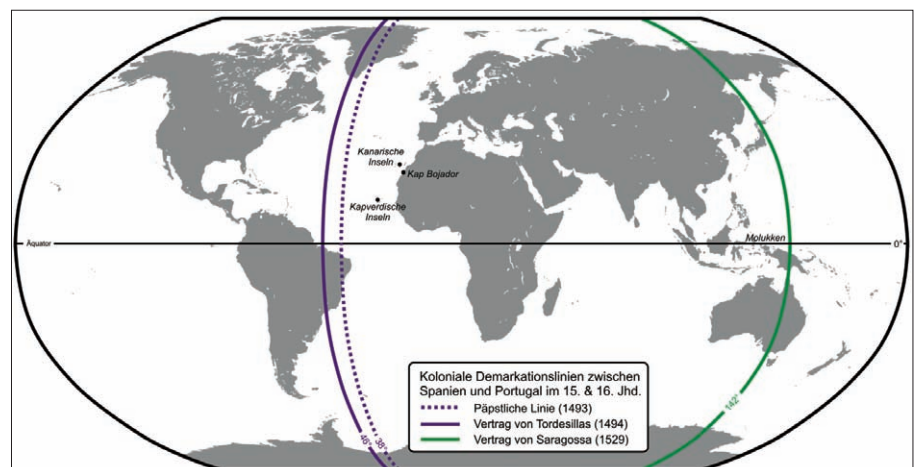 Kanarische
Inseln
Kap Bojador
Kapverdische
Inseln
Äquator
Molukken
0°
Koloniale Demarkationslinien zwischen
Spanien und Portugal im 15. & 16. Jhd.
Päpstliche Linie (1493)
Vertrag von Tordesillas (1494)
Vertrag von Saragossa (1529)
46°
38°
142°